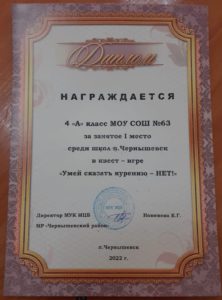 Диплом
НАГРАЖДАЕТСЯ
4 «А» класс МОУ СОШ №63
за занятое I место
среди школ п.Чернышевск
в квест – игре
«Умей сказать курению – НЕТ!»
Директор МУК МЦБ
МР «Чернышевский район»
Е.Г.
п.Чернышевск
2022 г.